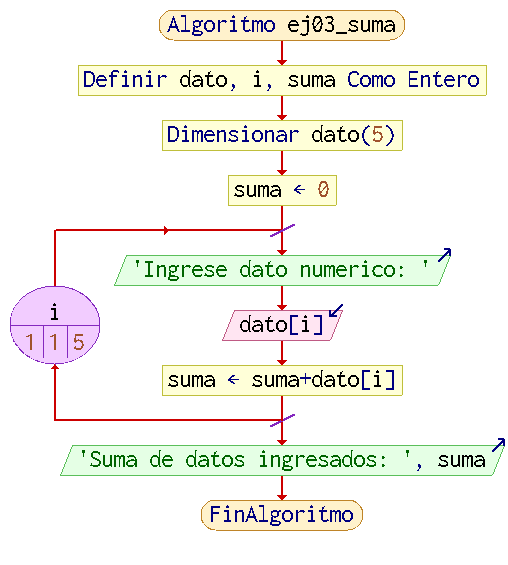 Algoritmo ej03_suma
Definir dato, i, suma Como Entero
Dimensionar dato(5)
suma ← 0
'Ingrese dato numerico: '
i
1 1 5
dato[i]
suma ← suma+dato[i]
'Suma de datos ingresados: ', suma
FinAlgoritmo